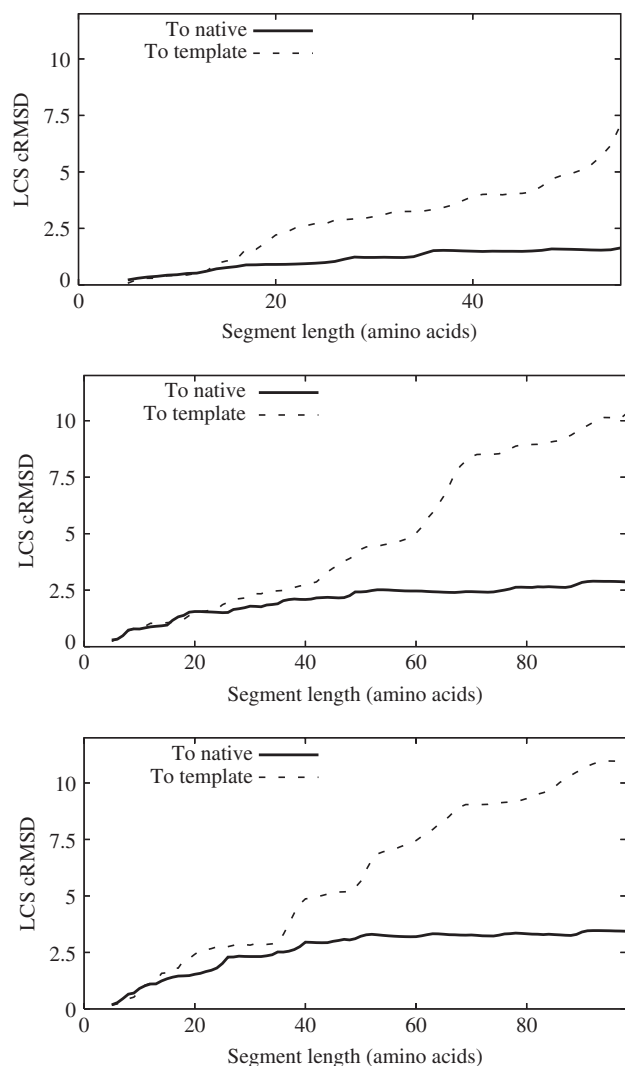 To native
To template
10
7.5
5
2.5
0
LCS cRMSD
0
20
40
Segment length (amino acids)
To native
To template
10
7.5
5
2.5
0
LCS cRMSD
0
20
40
60
80
Segment length (amino acids)
To native
To template
10
7.5
5
2.5
0
LCS cRMSD
0
20
40
60
80
Segment length (amino acids)